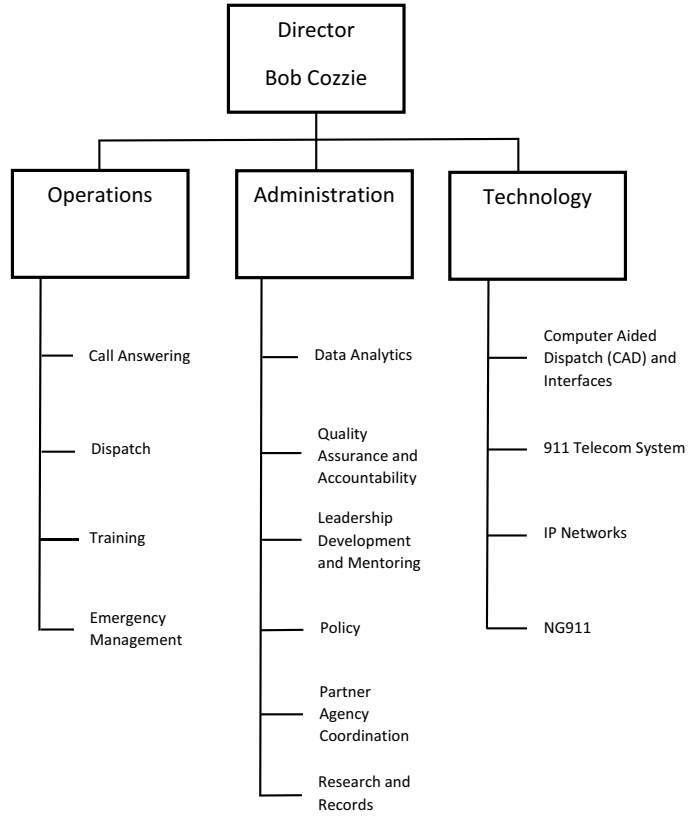 Director
Bob Cozzie
Operations
Administration
Technology
Call Answering
Dispatch
Training
Emergency
Management
Data Analytics
Quality
Assurance and
Accountability
Leadership
Development
and Mentoring
Policy
Partner
Agency
Coordination
Research and
Records
Computer Aided
Dispatch (CAD) and
Interfaces
911 Telecom System
IP Networks
NG911